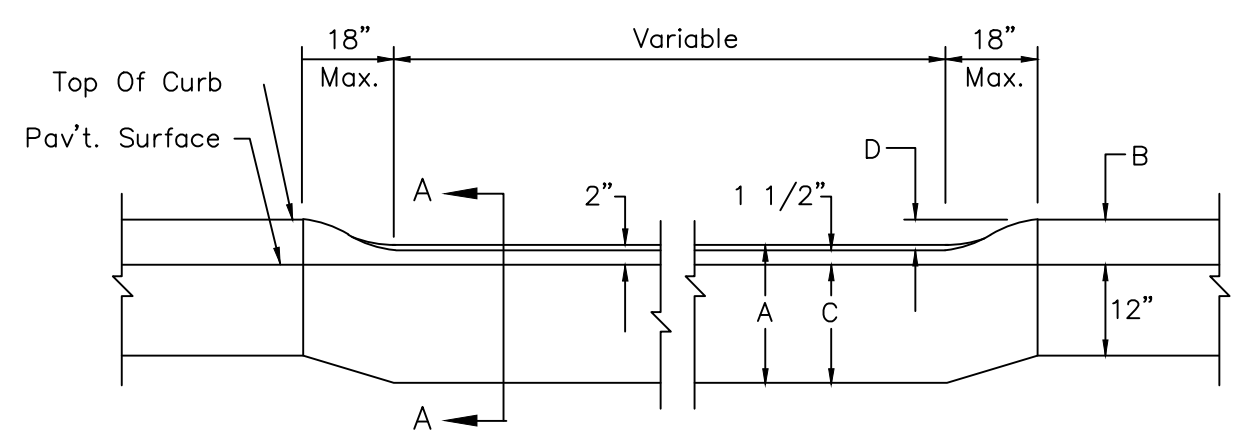 18" Variable 18"
Max. Max.
Top Of Curb
Pav't. Surface
D B
A 2" 1 1/2"
A C 12"
A